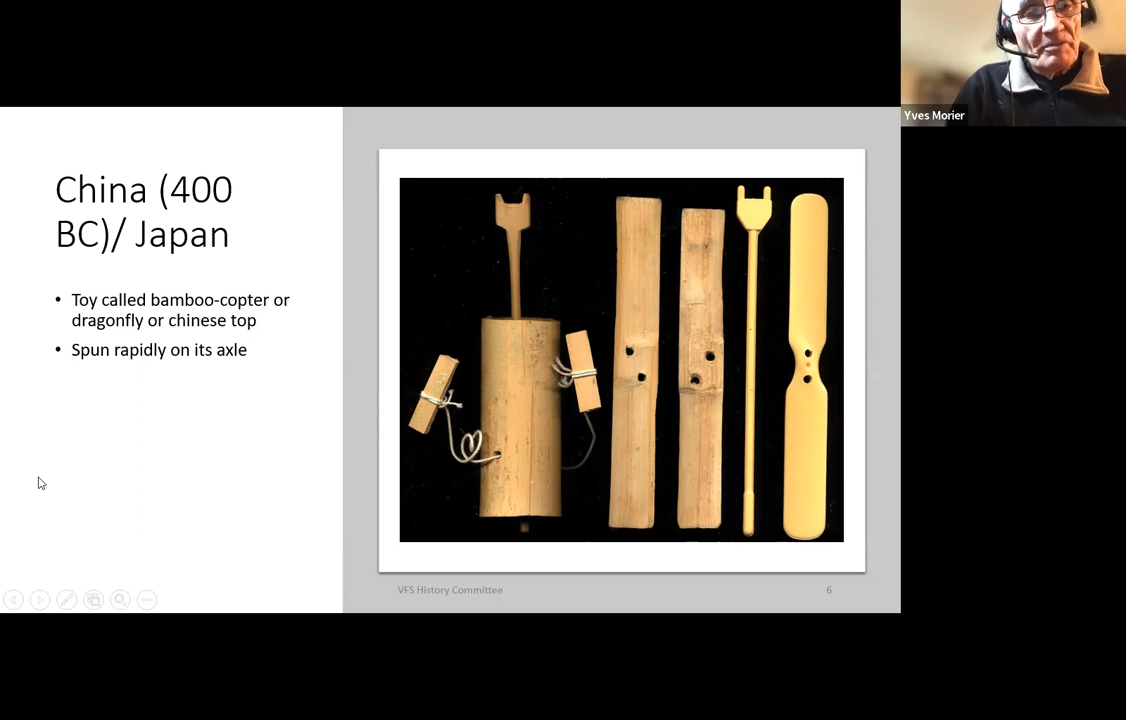 Yves Morier
China (400
BC)/ Japan
• Toy called bamboo-copter or
dragonfly or chinese top
• Spun rapidly on its axle
VFS History Committee
6